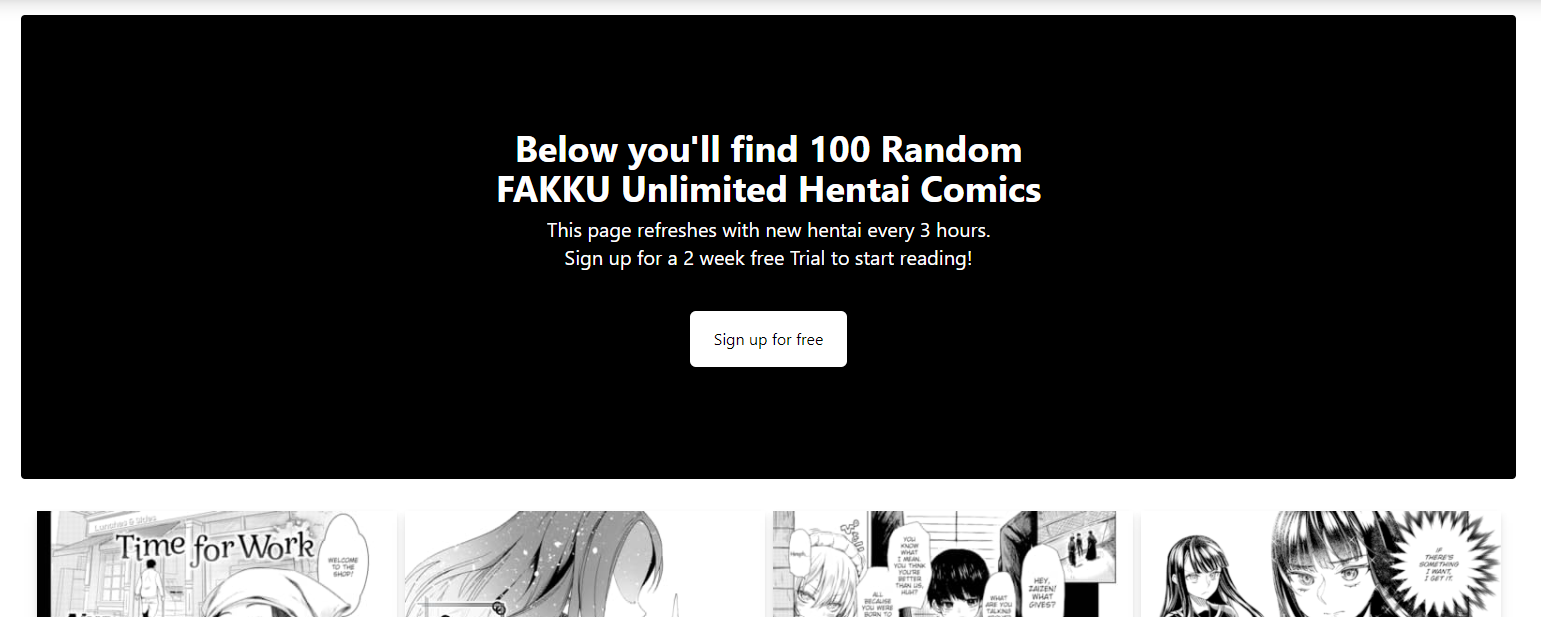 Below you'll find 100 Random
FAKKU Unlimited Hentai Comics
This page refreshes with new hentai every 3 hours.
Sign up for a 2 week free Trial to start reading!
Sign up for free
Lunches & Sides
Time for Work
WELCOME
TO THE
SHOP!
YOU
KNOW
WHAT
I MEAN.
YOU THINK
YOU'RE
BETTER
THAN US,
HUH?
ALL
BECAUSE
YOU WERE
BORN TO
HEY,
ZAIZEN!
WHAT
GIVES?
WHAT
ARE YOU
TALKING
IF
THERE'S
SOMETHING
I WANT,
I GET IT.